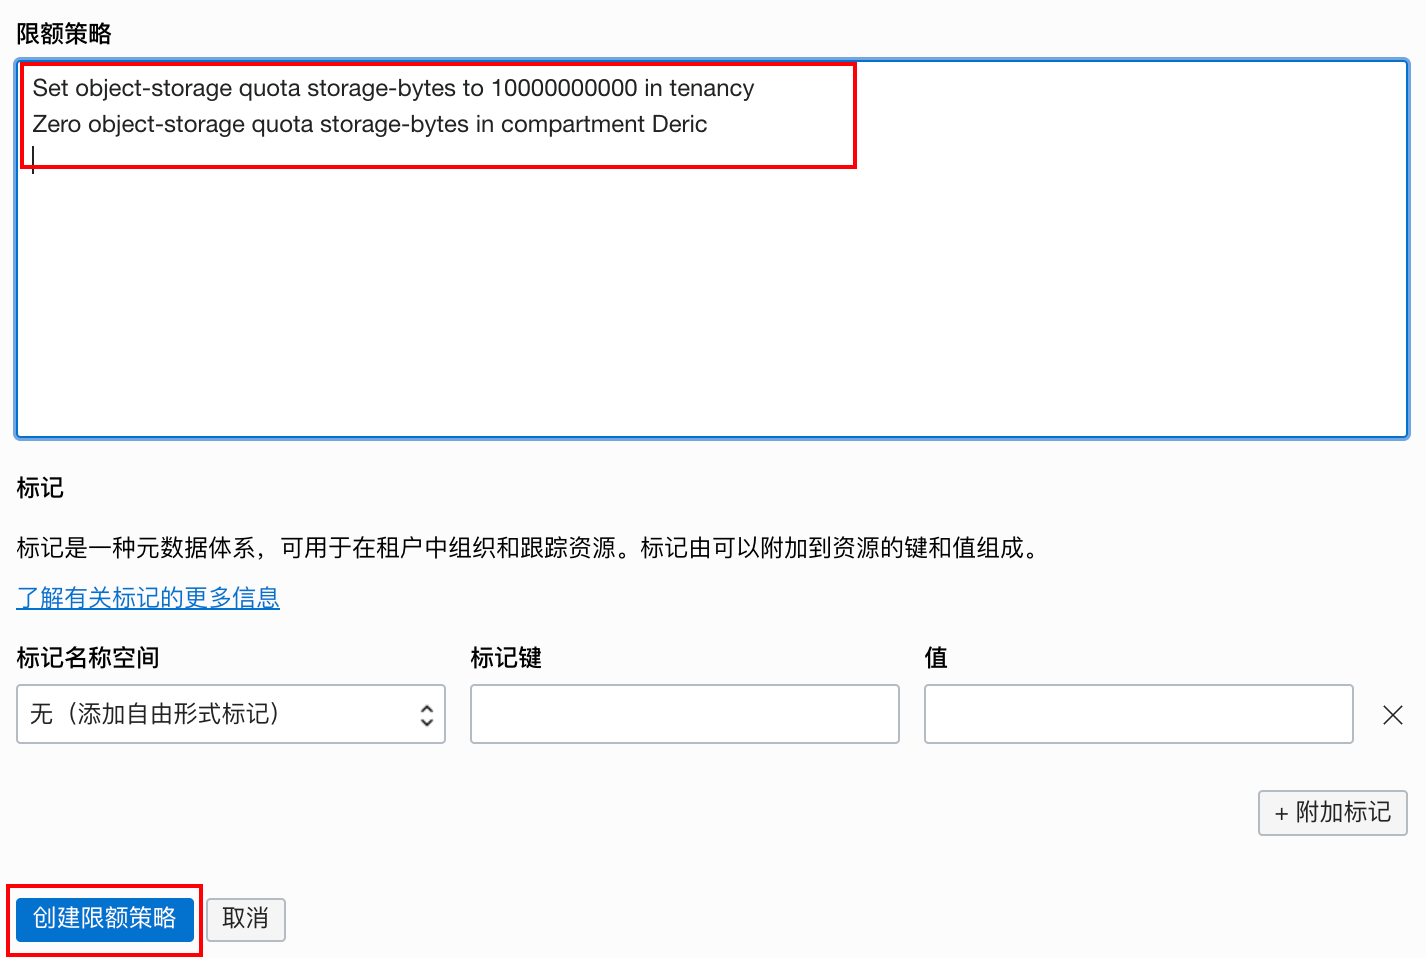 限额策略
Set object-storage quota storage-bytes to 10000000000 in tenancy
Zero object-storage quota storage-bytes in compartment Deric
标记
标记是一种元数据体系，可用于在租户中组织和跟踪资源。标记由可以附加到资源的键和值组成。
了解有关标记的更多信息
标记名称空间 标记键 值
无（添加自由形式标记）
+ 附加标记
创建限额策略 取消